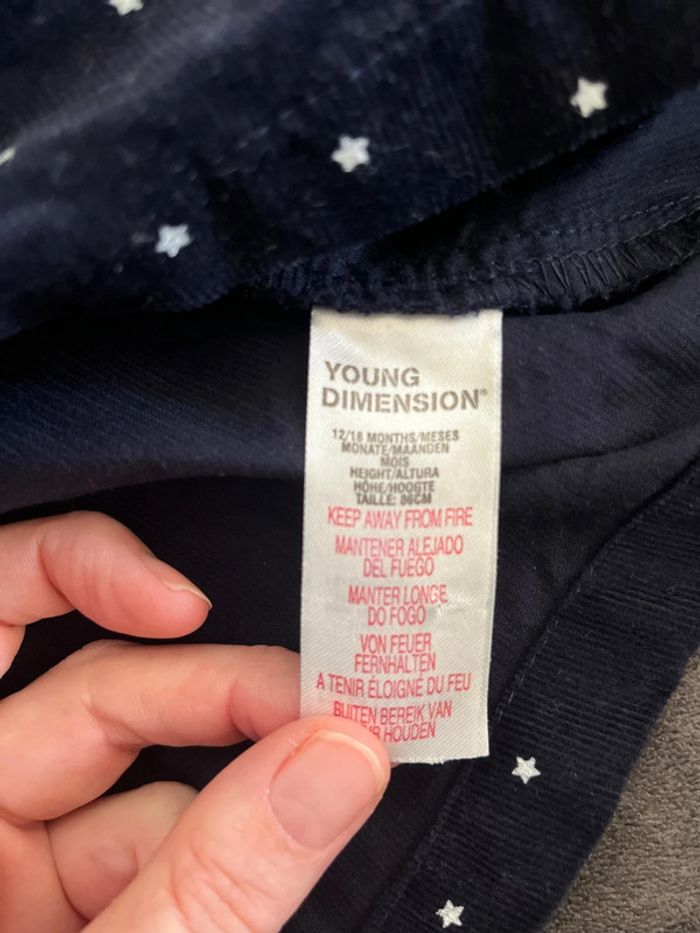 YOUNG
DIMENSION®
12/18 MONTHS/MESES
MONATE/MAANDEN
MOIS
HEIGHT/ALTURA
HÖHE/HOOGTE
TAILLE: 86CM
KEEP AWAY FROM FIRE
MANTENER ALEJADO
DEL FUEGO
MANTER LONGE
DO FOGO
VON FEUER
FERNHALTEN
A TENIR ÉLOIGNÉ DU FEU
BUITEN BEREIK VAN
HOUDEN